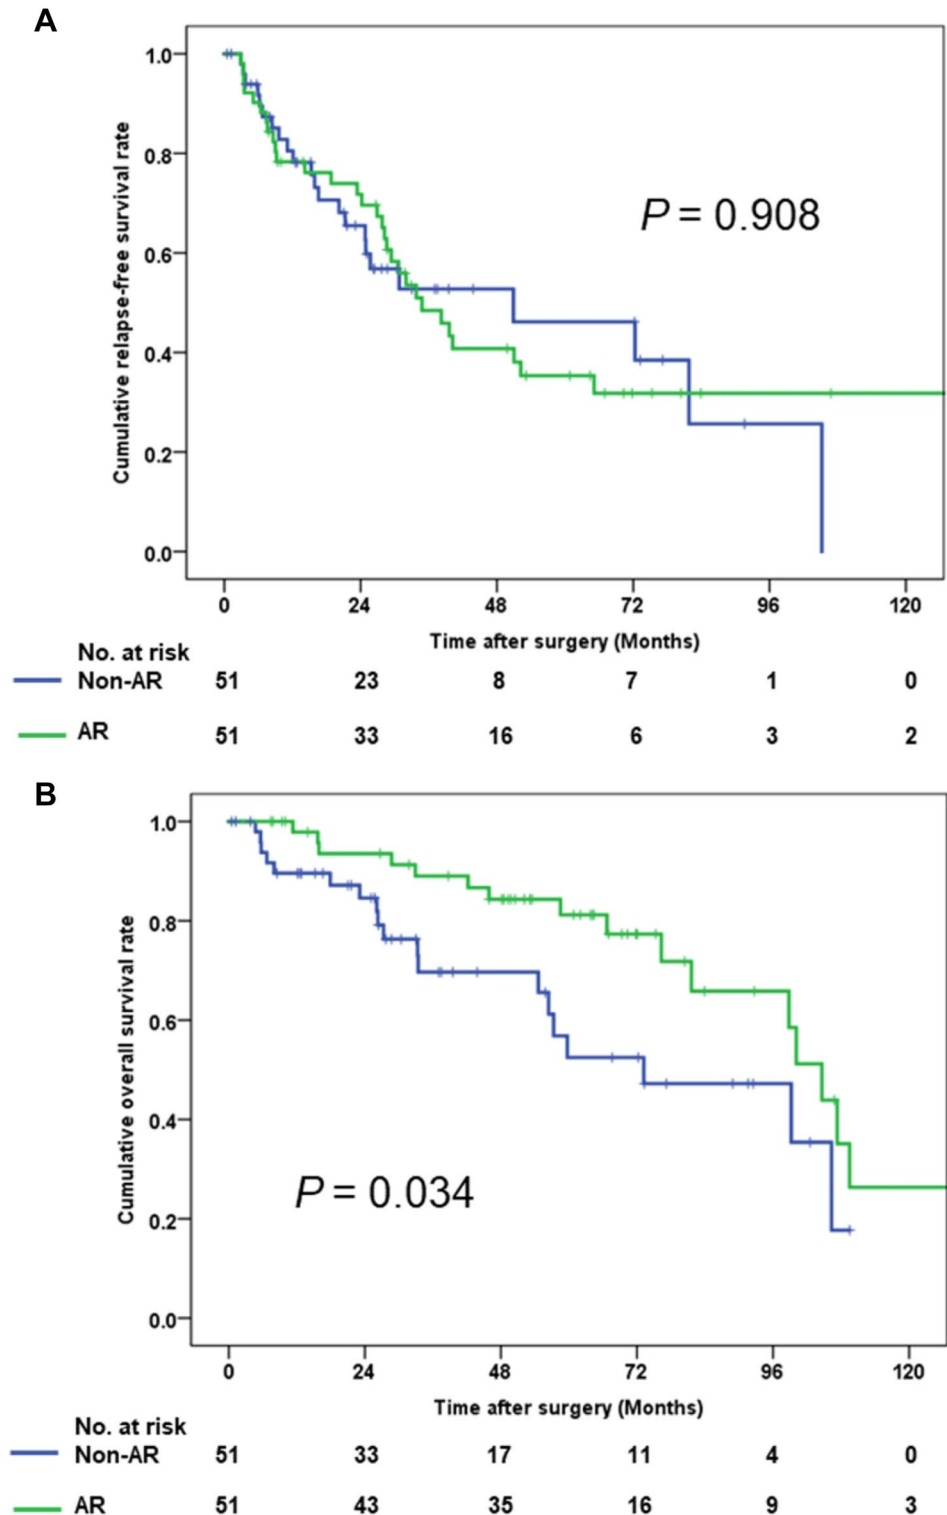 A
Cumulative relapse-free survival rate
1.0
0.8
0.6
0.4
0.2
0.0
P = 0.908
0 24 48 72 96 120
Time after surgery (Months)
No. at risk
Non-AR 51 23 8 7 1 0
AR 51 33 16 6 3 2
B
Cumulative overall survival rate
1.0
0.8
0.6
0.4
0.2
0.0
P = 0.034
0 24 48 72 96 120
Time after surgery (Months)
No. at risk
Non-AR 51 33 17 11 4 0
AR 51 43 35 16 9 3